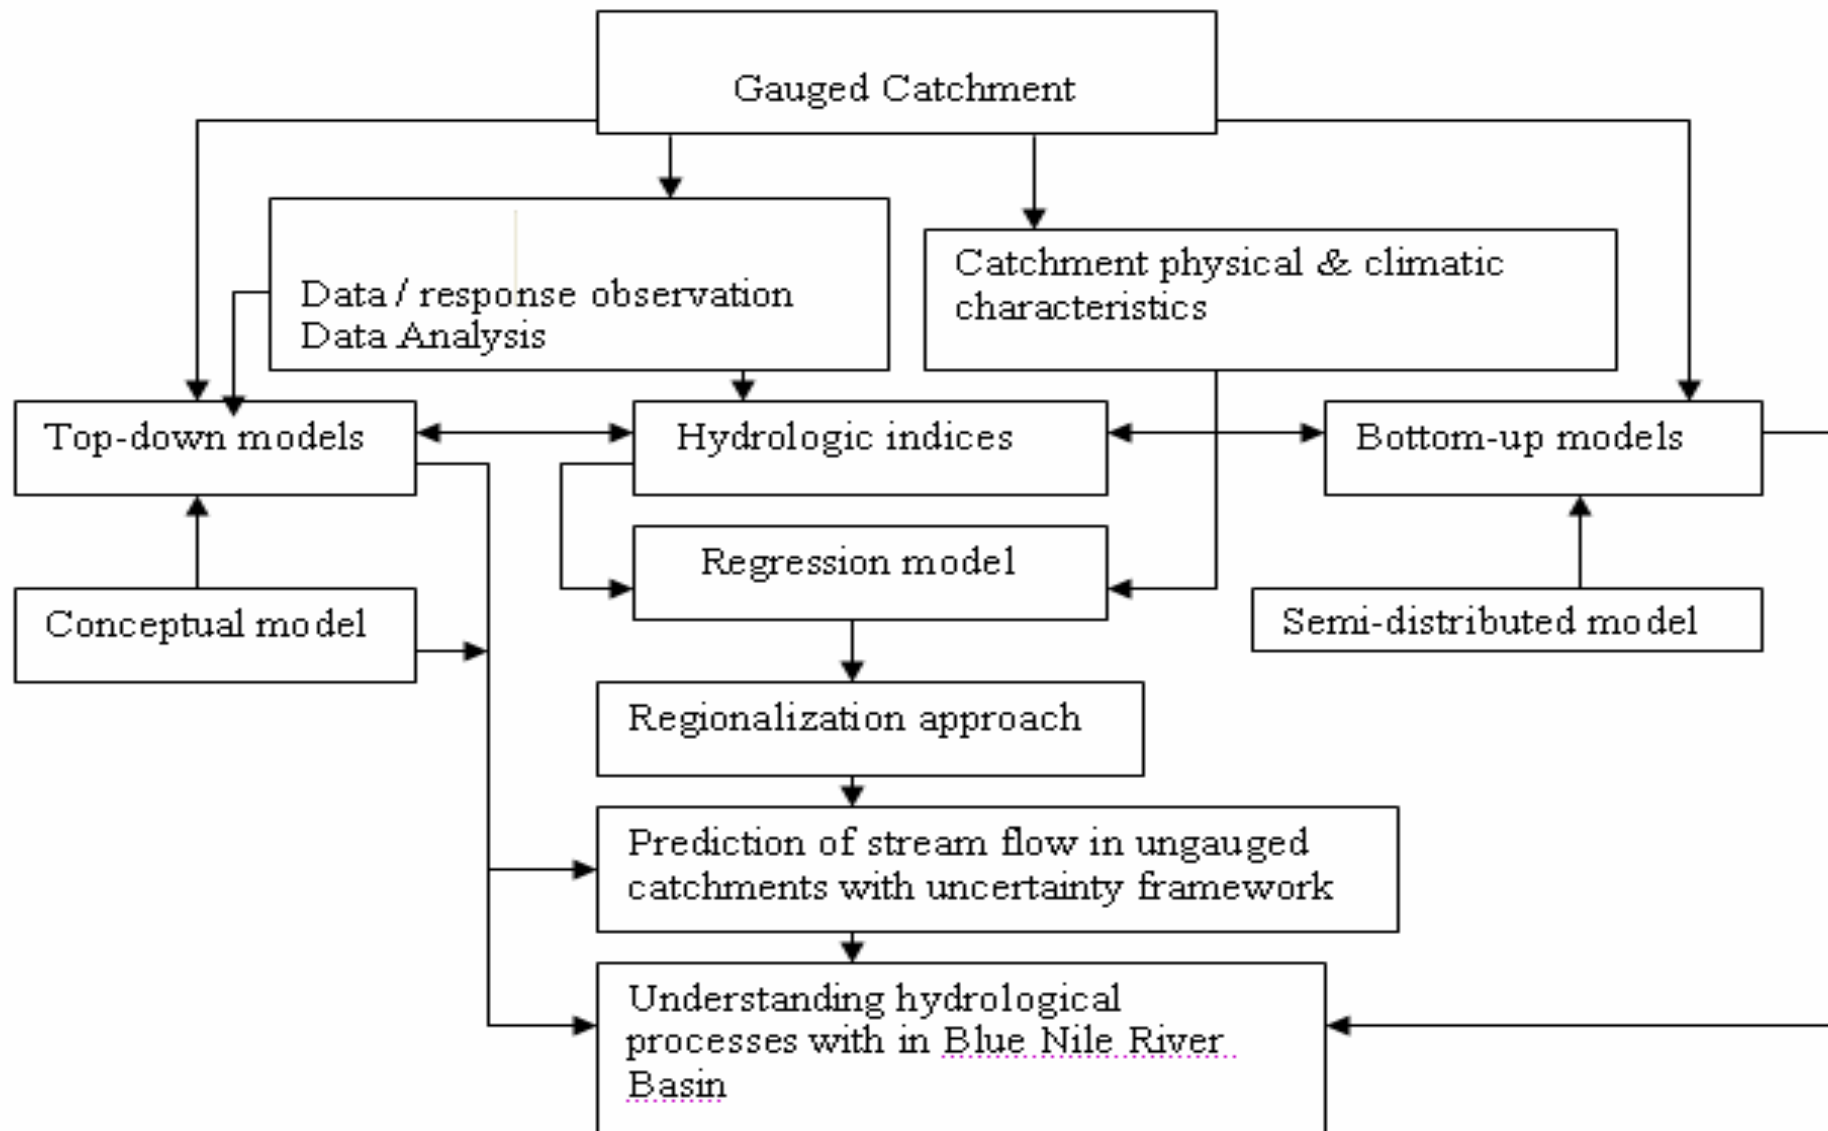 Gauged Catchment
Data / response observation
Data Analysis
Catchment physical & climatic
characteristics
Top-down models
Hydrologic indices
Bottom-up models
Regression model
Conceptual model
Semi-distributed model
Regionalization approach
Prediction of stream flow in ungauged
catchments with uncertainty framework
Understanding hydrological
processes with in Blue Nile River
Basin